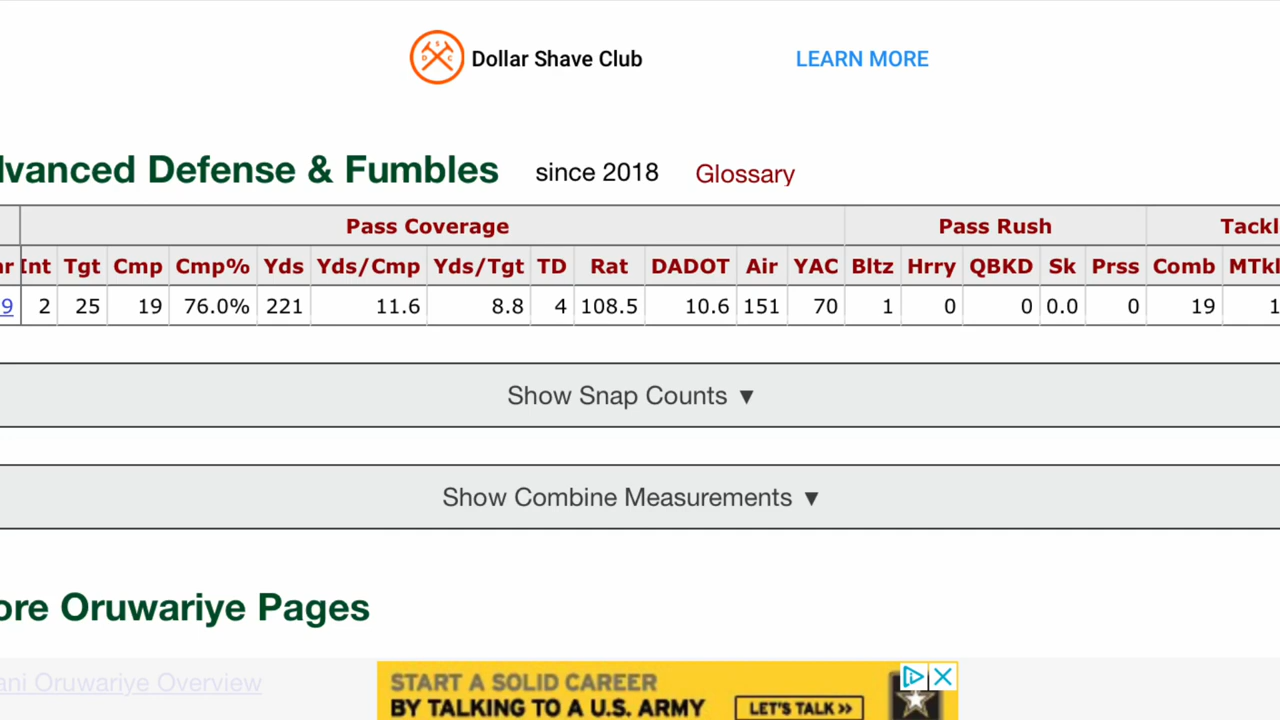 Dollar Shave Club LEARN MORE
dvanced Defense & Fumbles since 2018 Glossary
Pass Coverage Pass Rush Tackl
ar Int Tgt Cmp Cmp% Yds Yds/Cmp Yds/Tgt TD Rat DADOT Air YAC Bltz Hrry QBKD Sk Prss Comb MTkl
9 2 25 19 76.0% 221 11.6 8.8 4 108.5 10.6 151 70 1 0 0 0.0 0 19 1
Show Snap Counts ▼
Show Combine Measurements ▼
ore Oruwariye Pages
ani Oruwariye Overview
START A SOLID CAREER
BY TALKING TO A U.S. ARMY LET'S TALK >>